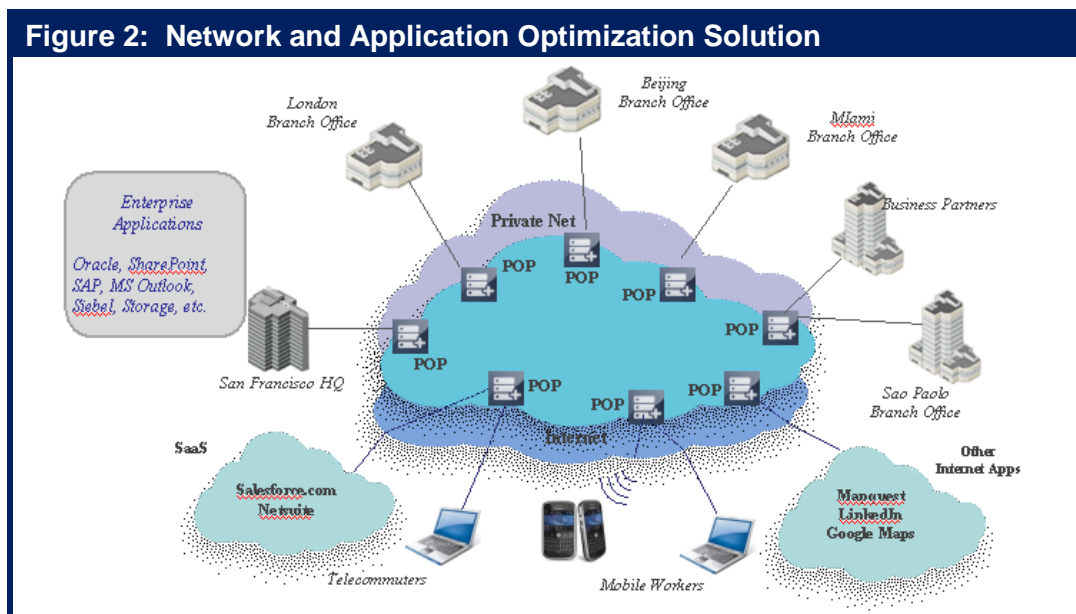 Figure 2: Network and Application Optimization Solution
London
Branch Office
Beijing
Branch Office
MIami
Branch Office
Enterprise
Applications
Oracle, SharePoint,
SAP, MS Outlook,
Siebel, Storage, etc.
Private Net
Business Partners
POP
POP
POP
POP
POP
San Francisco HQ
POP
POP
POP
Sao Paolo
Branch Office
Internet
SaaS
Salesforce.com
Netsuite
Other
Internet Apps
Manquest
LinkedIn
Google Maps
Telecommuters
Mobile Workers